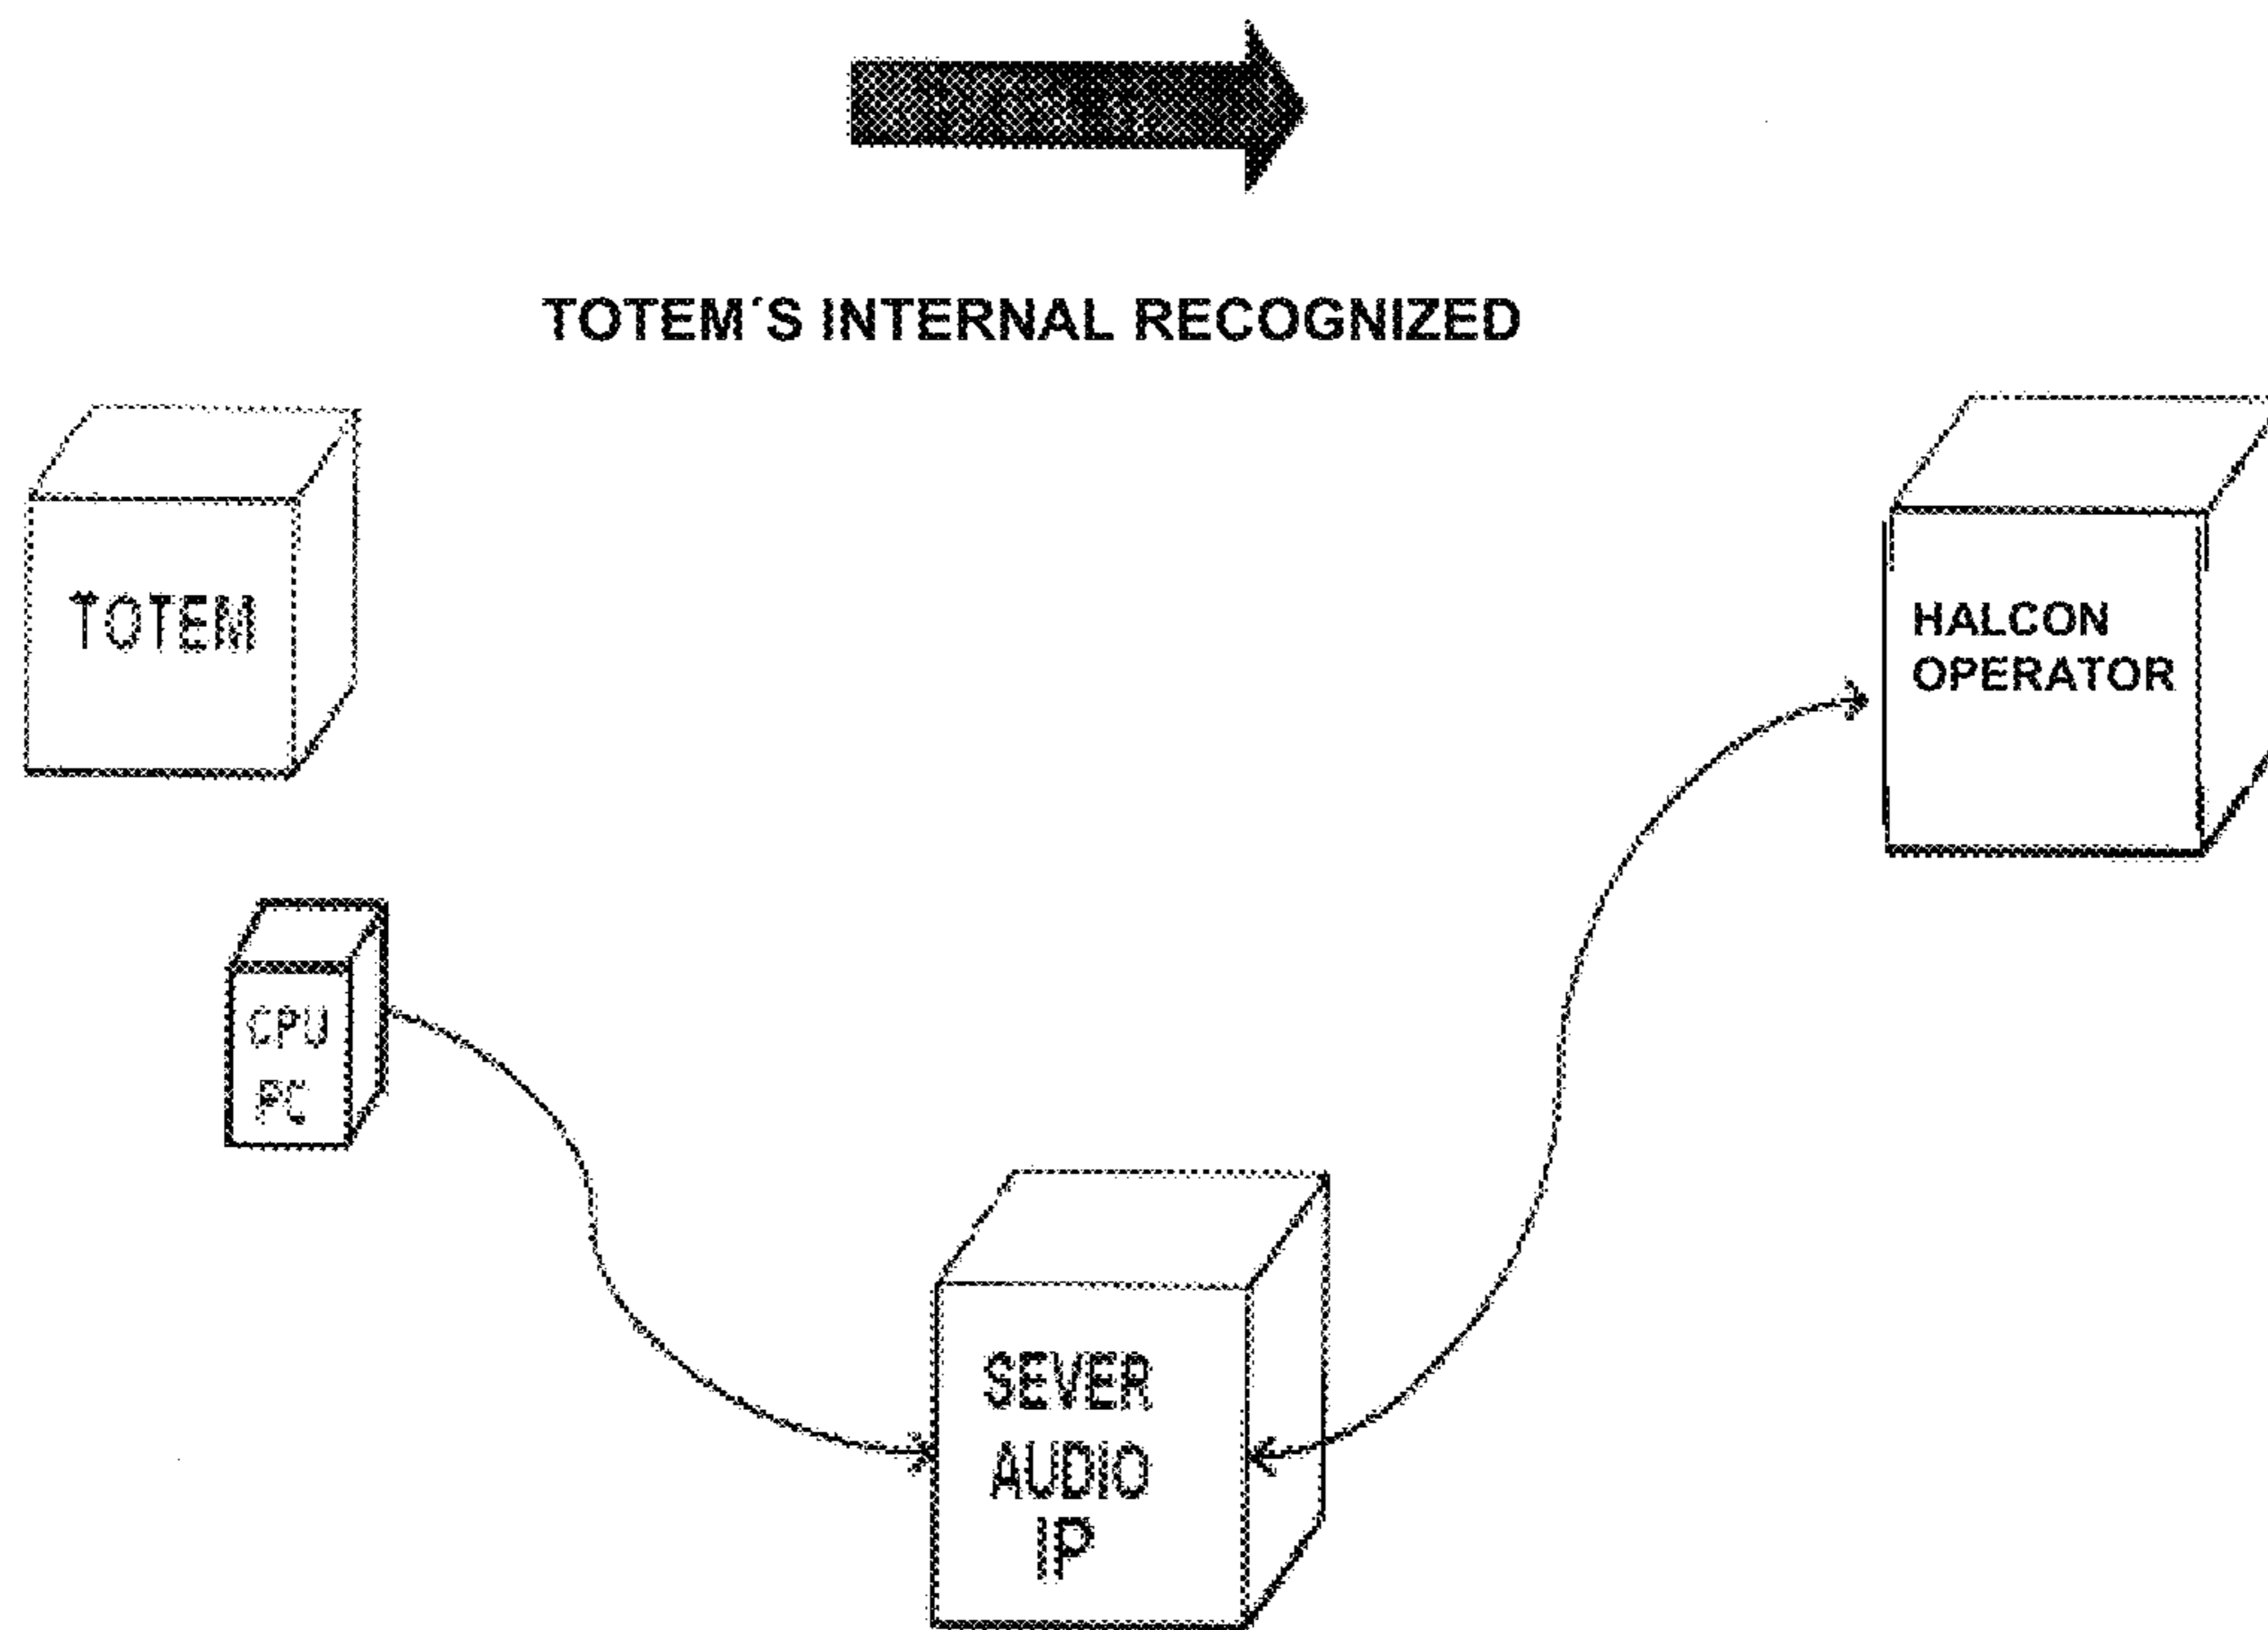 TOTEM´S INTERNAL RECOGNIZED
TOTEM
HALCON
OPERATOR
CPU
PC
SEVER
AUDIO
IP